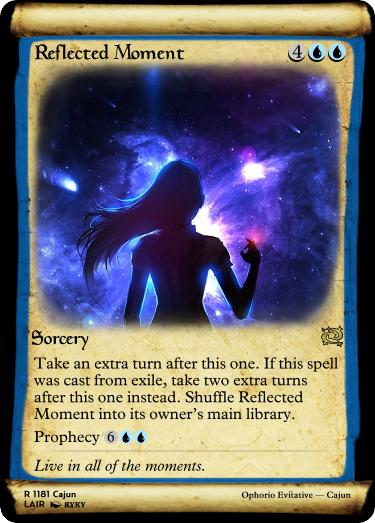 Reflected Moment 4
Sorcery
Take an extra turn after this one. If this spell
was cast from exile, take two extra turns
after this one instead. Shuffle Reflected
Moment into its owner's main library.
Prophecy 6
Live in all of the moments.
R 1181 Cajun
Ophorio Evitative — Cajun
LAIR RYKY